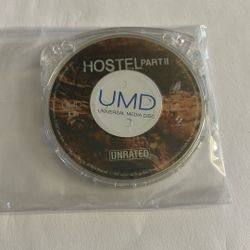 HOSTEL PART II
UMD
UNIVERSAL MEDIA DISC
UNRATED